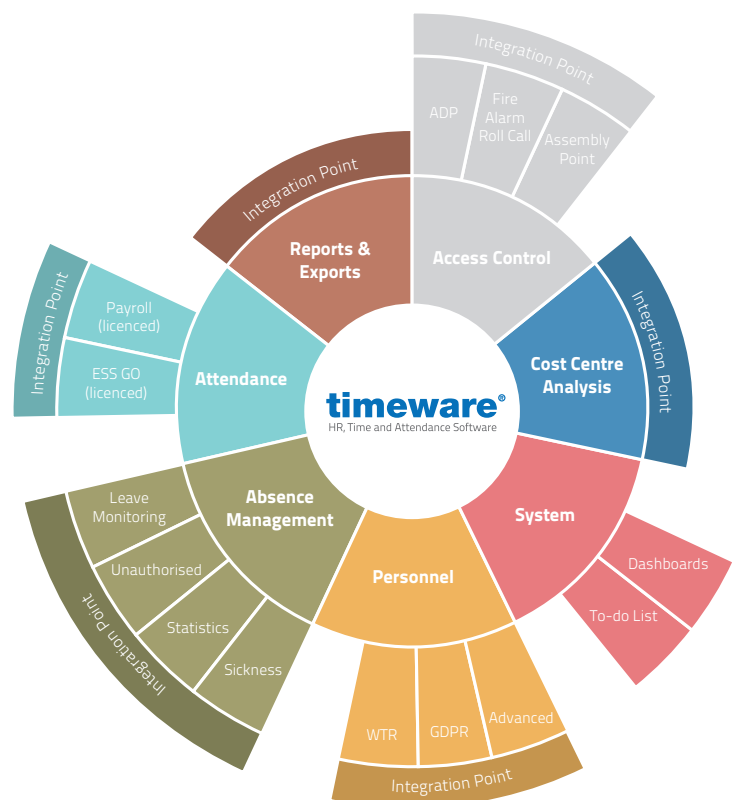 Integration Point
ADP
Fire
Alarm
Roll Call
Assembly
Point
Access Control
Integration Point
Reports &
Exports
Integration Point
Cost Centre
Analysis
Integration Point
Payroll
(licenced)
ESS GO
(licenced)
Attendance
timeware®
HR, Time and Attendance Software
System
Dashboards
To-do List
Absence
Management
Leave
Monitoring
Unauthorised
Statistics
Sickness
Integration Point
Personnel
WTR
GDPR
Advanced
Integration Point